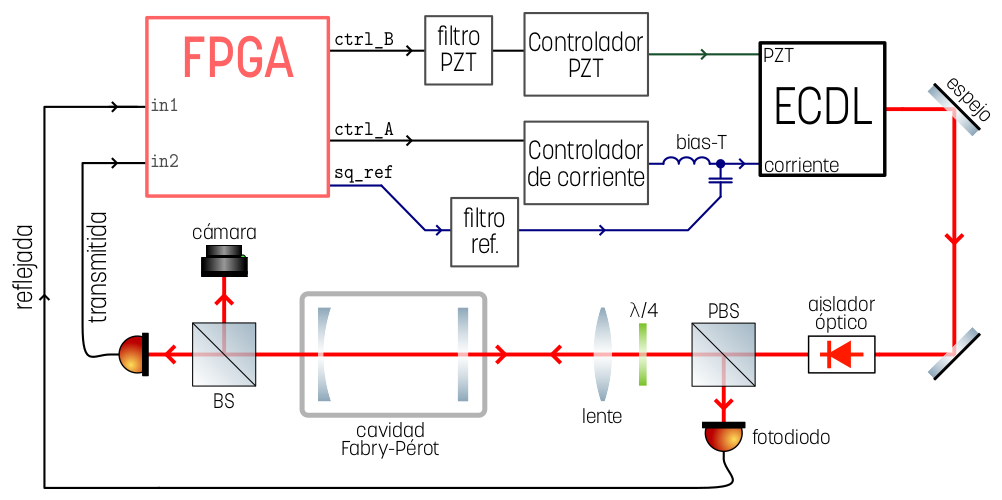 FPGA
in1
in2
ctrl_B
ctrl_A
sq_ref
filtro
PZT
Controlador
PZT
Controlador
de corriente
bias-T
filtro
ref.
PZT
ECDL
corriente
espejo
reflejada
transmitida
cámara
BS
cavidad
Fabry-Pérot
lente
λ/4
PBS
aislador
óptico
fotodiodo